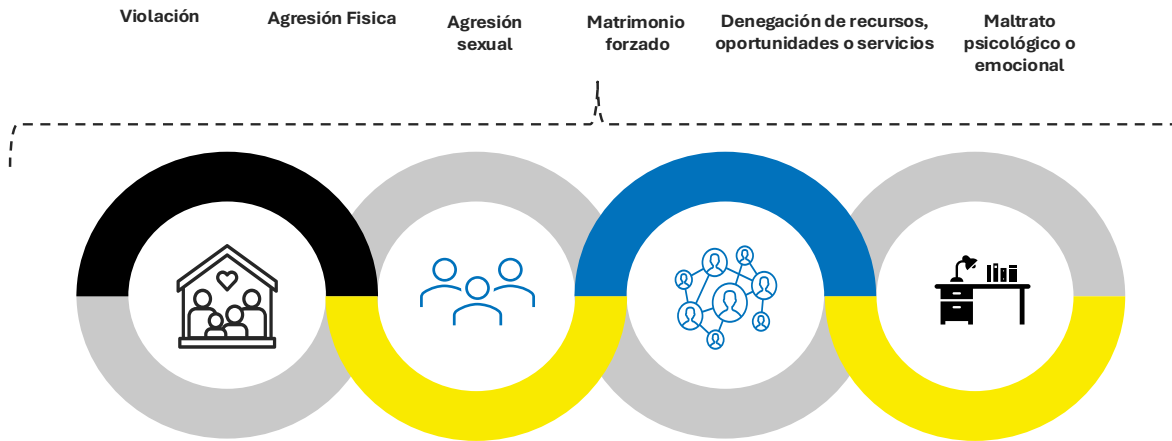 Violación
Agresión Fisica
Agresión
sexual
Matrimonio
forzado
Denegación de recursos,
oportunidades o servicios
Maltrato
psicológico o
emocional